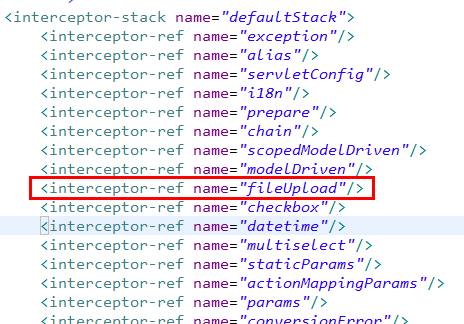 <interceptor-stack name="defaultStack">
<interceptor-ref name="exception"/>
<interceptor-ref name="alias"/>
<interceptor-ref name="servletConfig"/>
<interceptor-ref name="i18n"/>
<interceptor-ref name="prepare"/>
<interceptor-ref name="chain"/>
<interceptor-ref name="scopedModelDriven"/>
<interceptor-ref name="modelDriven"/>
<interceptor-ref name="fileUpload"/>
<interceptor-ref name="checkbox"/>
<interceptor-ref name="datetime"/>
<interceptor-ref name="multiselect"/>
<interceptor-ref name="staticParams"/>
<interceptor-ref name="actionMappingParams"/>
<interceptor-ref name="params"/>
<interceptor-ref name="conversionError"/>